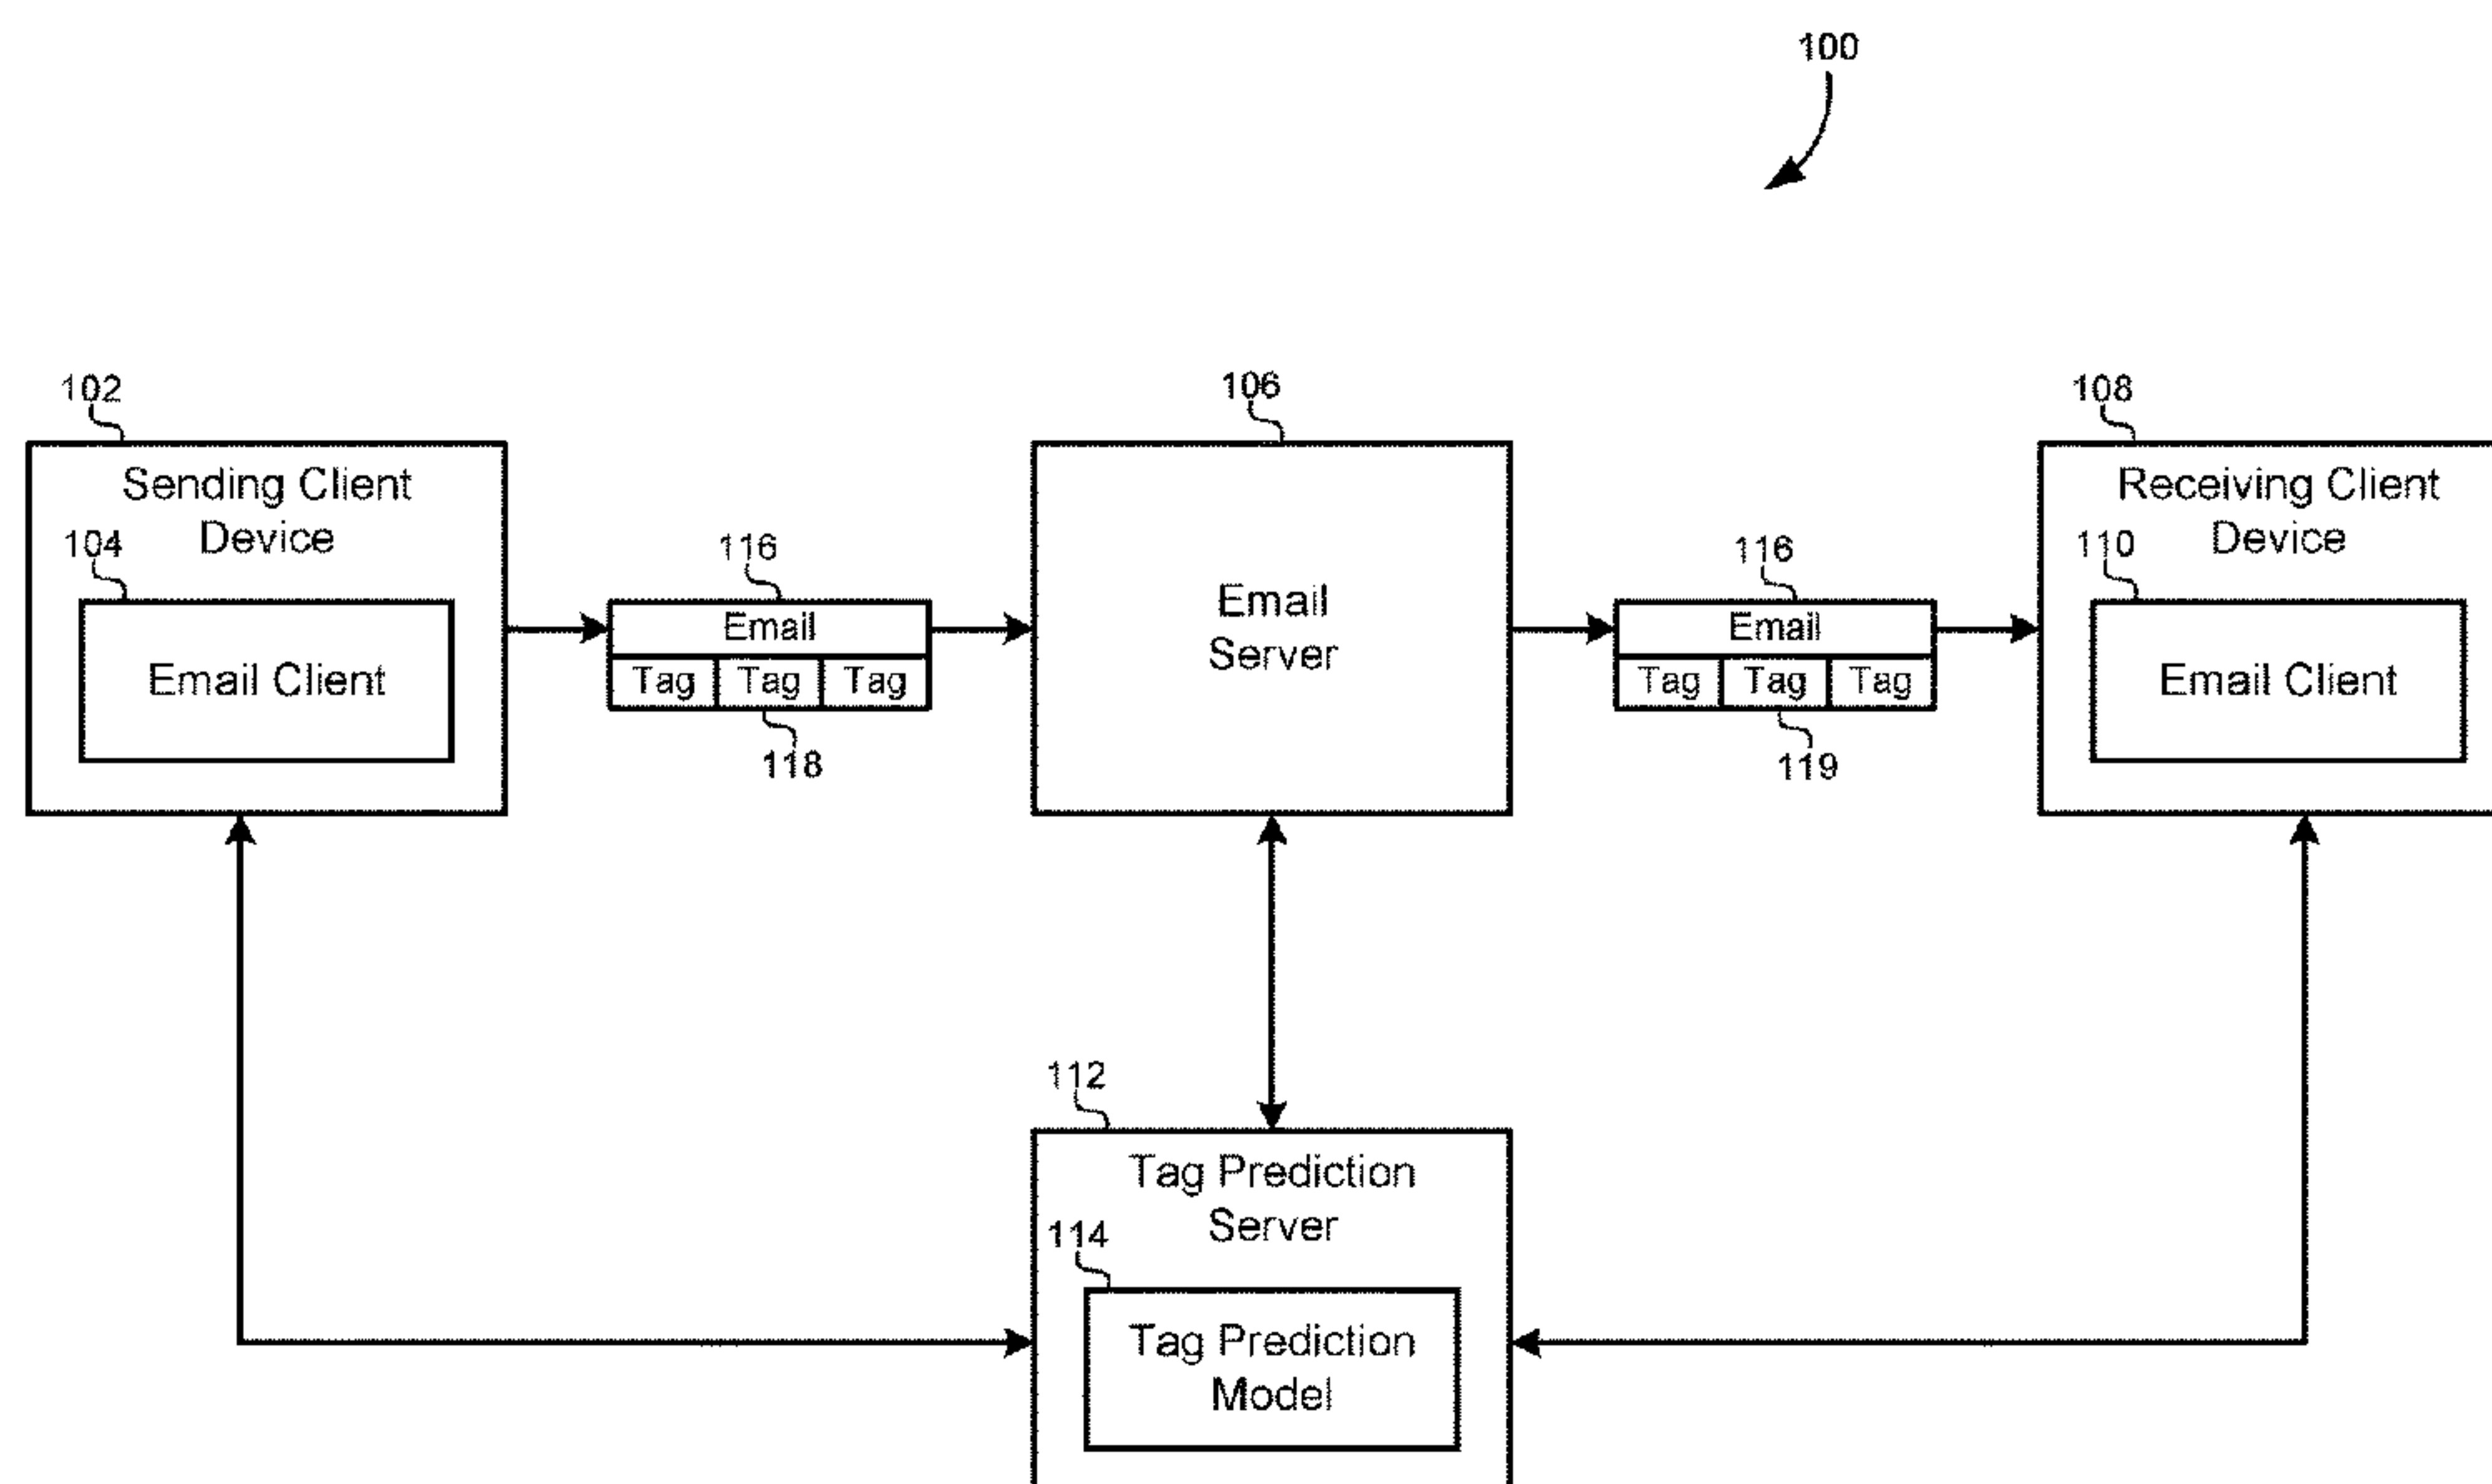 100
102
106
108
Sending Client
Device
104
Email Client
116
Email
Tag Tag Tag
118
Email
Server
116
Email
Tag Tag Tag
119
Receiving Client
Device
110
Email Client
112
Tag Prediction
Server
114
Tag Prediction
Model